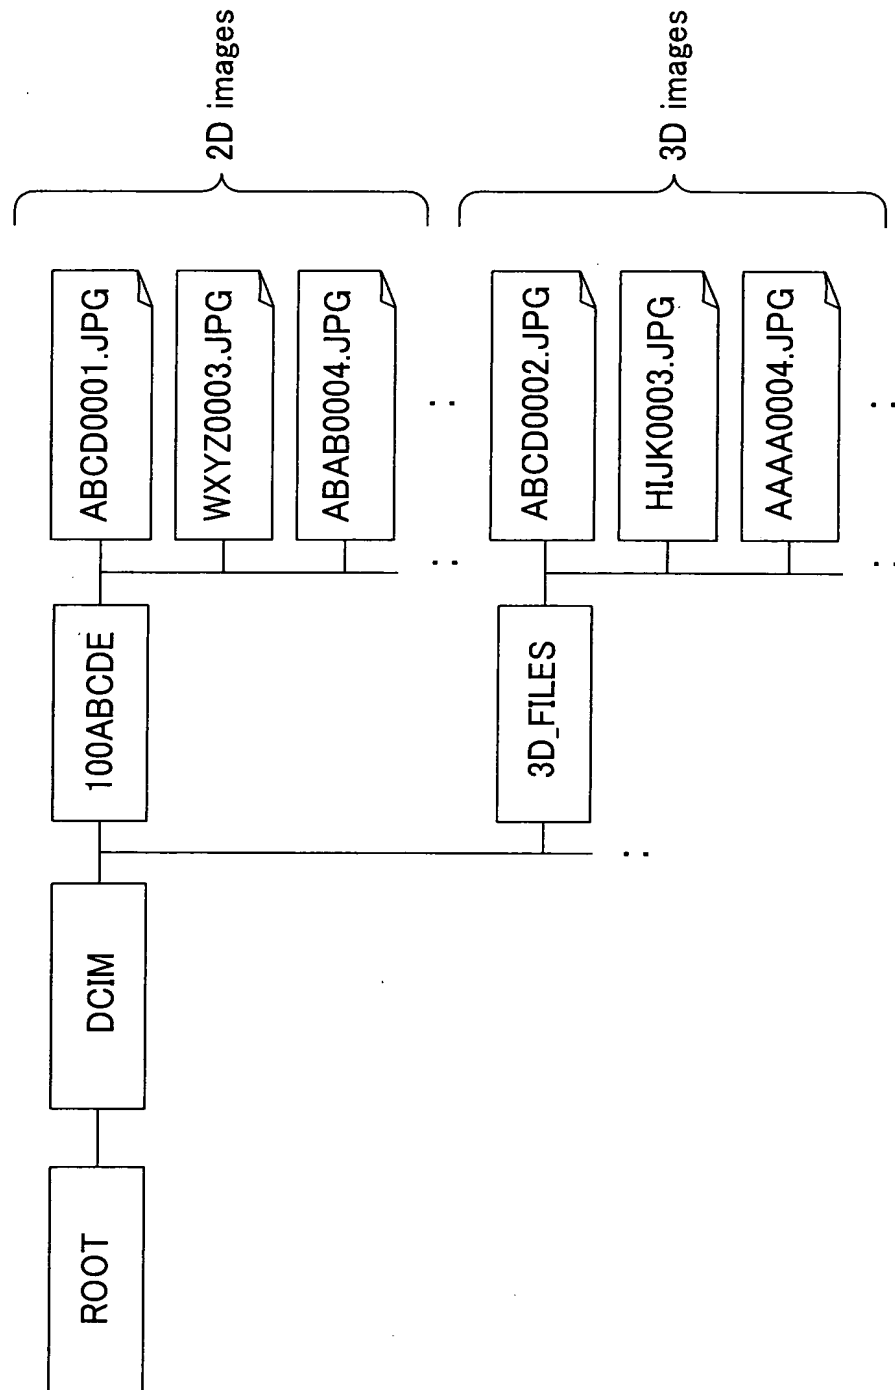 ROOT
DCIM
100ABCDE
ABCD0001.JPG
WXYZ0003.JPG
ABAB0004.JPG
2D images
3D_FILES
ABCD0002.JPG
HIJK0003.JPG
AAAA0004.JPG
3D images